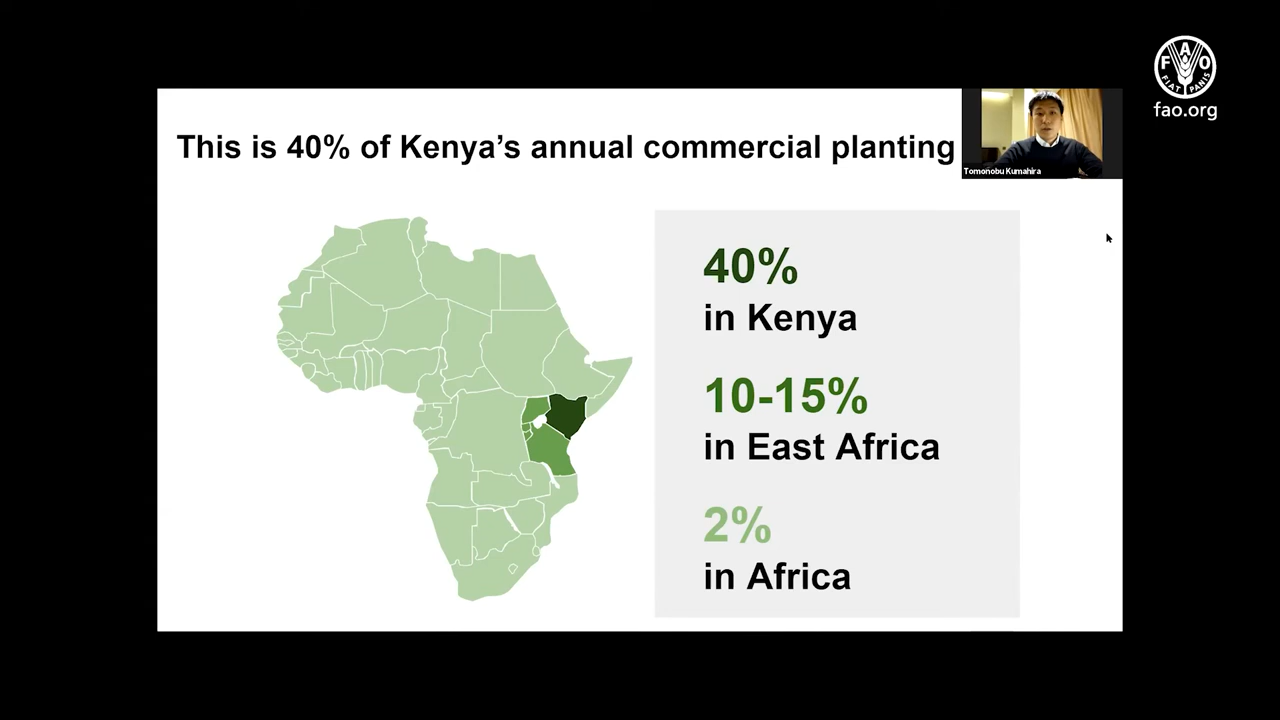 FAO
FIAT PANIS
fao.org
This is 40% of Kenya's annual commercial planting
Tomonobu Kumahira
40%
in Kenya
10-15%
in East Africa
2%
in Africa